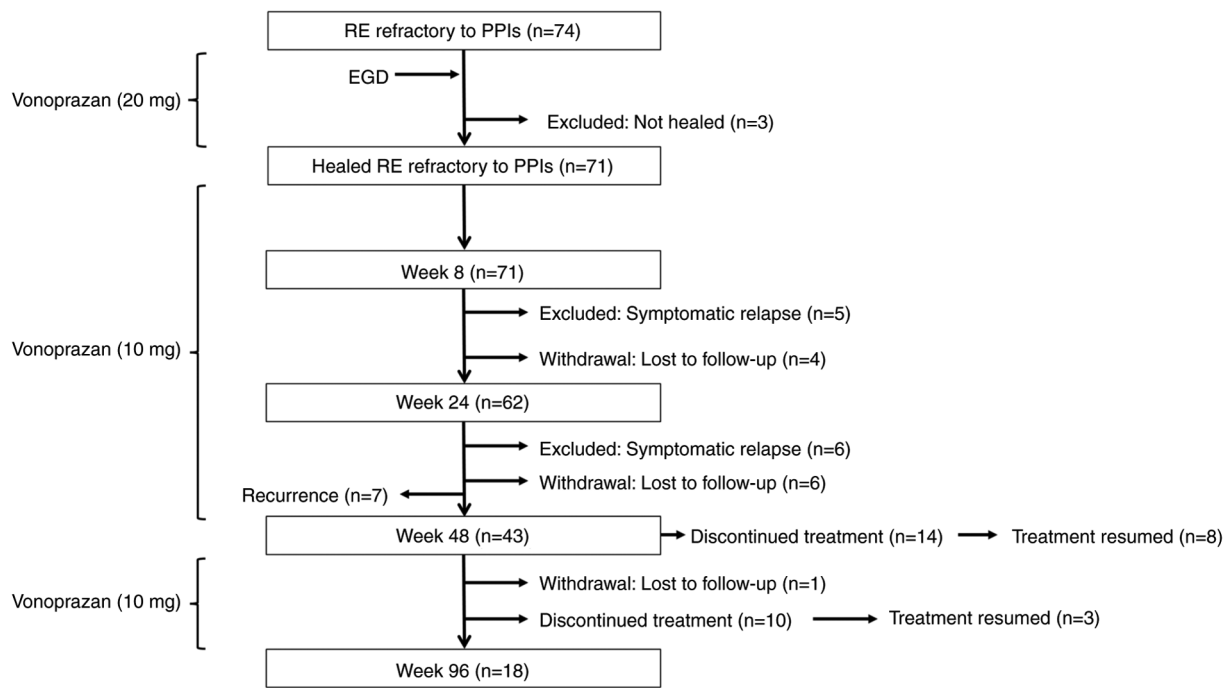 RE refractory to PPIs (n=74)
EGD
Vonoprazan (20 mg)
Excluded: Not healed (n=3)
Healed RE refractory to PPIs (n=71)
Week 8 (n=71)
Excluded: Symptomatic relapse (n=5)
Vonoprazan (10 mg)
Withdrawal: Lost to follow-up (n=4)
Week 24 (n=62)
Excluded: Symptomatic relapse (n=6)
Withdrawal: Lost to follow-up (n=6)
Recurrence (n=7)
Week 48 (n=43)
Discontinued treatment (n=14)
Treatment resumed (n=8)
Withdrawal: Lost to follow-up (n=1)
Vonoprazan (10 mg)
Discontinued treatment (n=10)
Treatment resumed (n=3)
Week 96 (n=18)